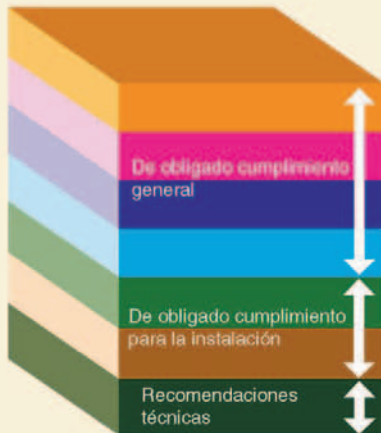 De obligado cumplimiento
general
De obligado cumplimiento
para la instalación
Recomendaciones
técnicas